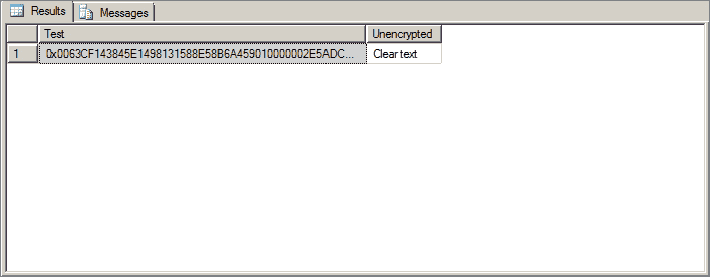 Results Messages
Test Unencrypted
1 0x0063CF143845E1498131588E58B6A459010000002E5ADC... Clear text